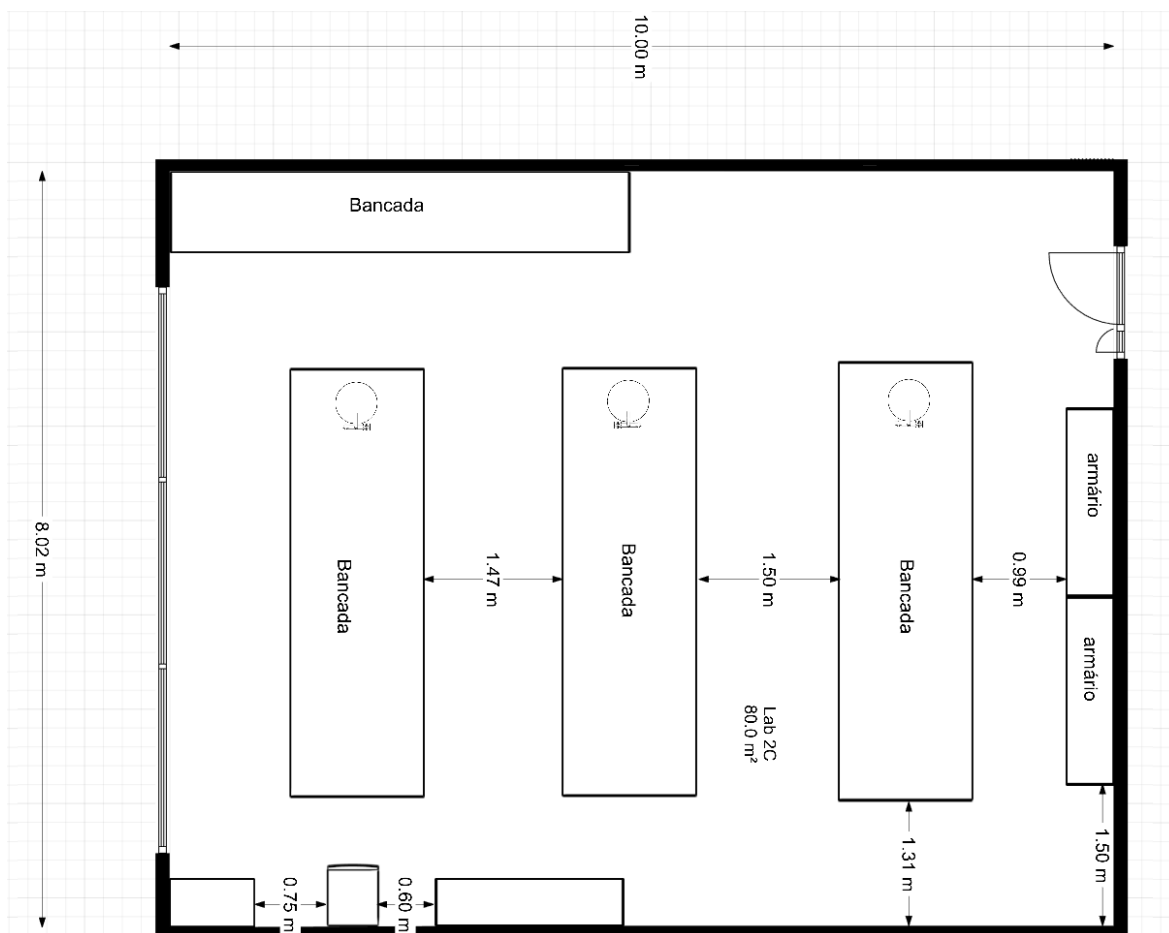 10.00 m
Bancada
armário
8.02 m
Bancada
1.47 m
Bancada
1.50 m
Bancada
0.99 m
armário
Lab 2C
80.0 m²
1.31 m
1.50 m
0.75 m
0.60 m